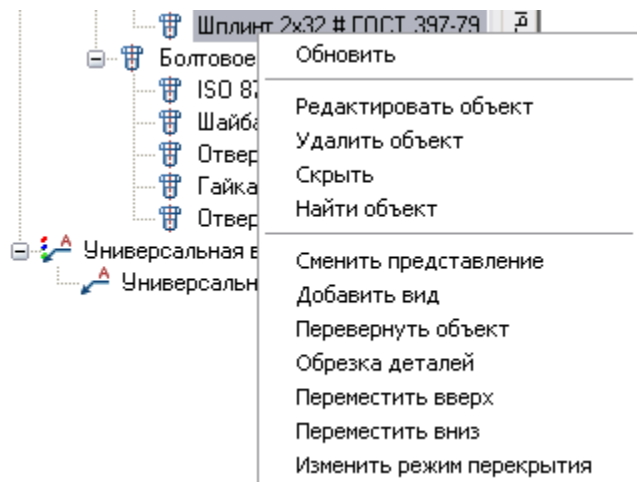 Шплинт 2x32 # ГОСТ 397-79
Болтовое
ISO 87
Шайба
Отвер
Гайка
Отвер
Универсальная в
Универсальн
Обновить
Редактировать объект
Удалить объект
Скрыть
Найти объект
Сменить представление
Добавить вид
Перевернуть объект
Обрезка деталей
Переместить вверх
Переместить вниз
Изменить режим перекрытия